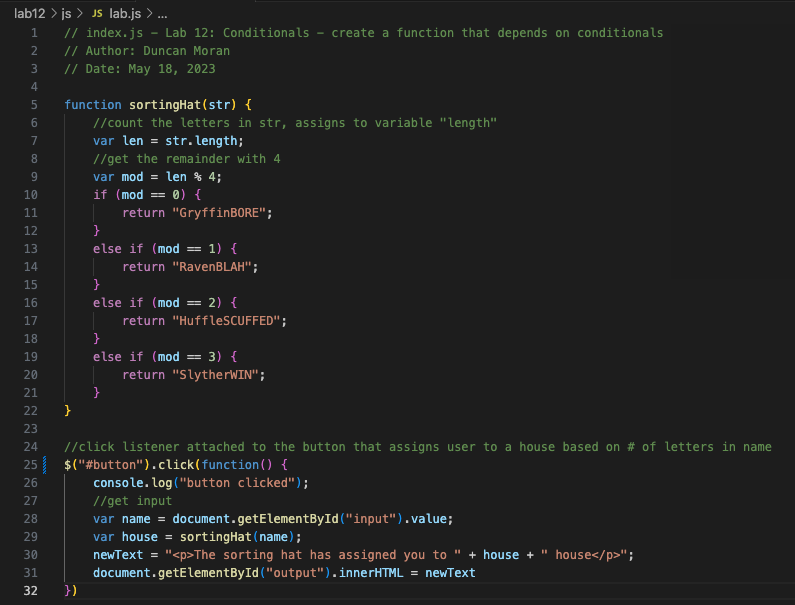 lab12 > js > JS lab.js > ...
1 // index.js - Lab 12: Conditionals - create a function that depends on conditionals
2 // Author: Duncan Moran
3 // Date: May 18, 2023
4
5 function sortingHat(str) {
6     //count the letters in str, assigns to variable "length"
7     var len = str.length;
8     //get the remainder with 4
9     var mod = len % 4;
10     if (mod == 0) {
11         return "GryffinBORE";
12     }
13     else if (mod == 1) {
14         return "RavenBLAH";
15     }
16     else if (mod == 2) {
17         return "HuffleSCUFFED";
18     }
19     else if (mod == 3) {
20         return "SlytherWIN";
21     }
22 }
23
24 //click listener attached to the button that assigns user to a house based on # of letters in name
25 $("#button").click(function() {
26     console.log("button clicked");
27     //get input
28     var name = document.getElementById("input").value;
29     var house = sortingHat(name);
30     newText = "<p>The sorting hat has assigned you to " + house + " house</p>";
31     document.getElementById("output").innerHTML = newText
32 })